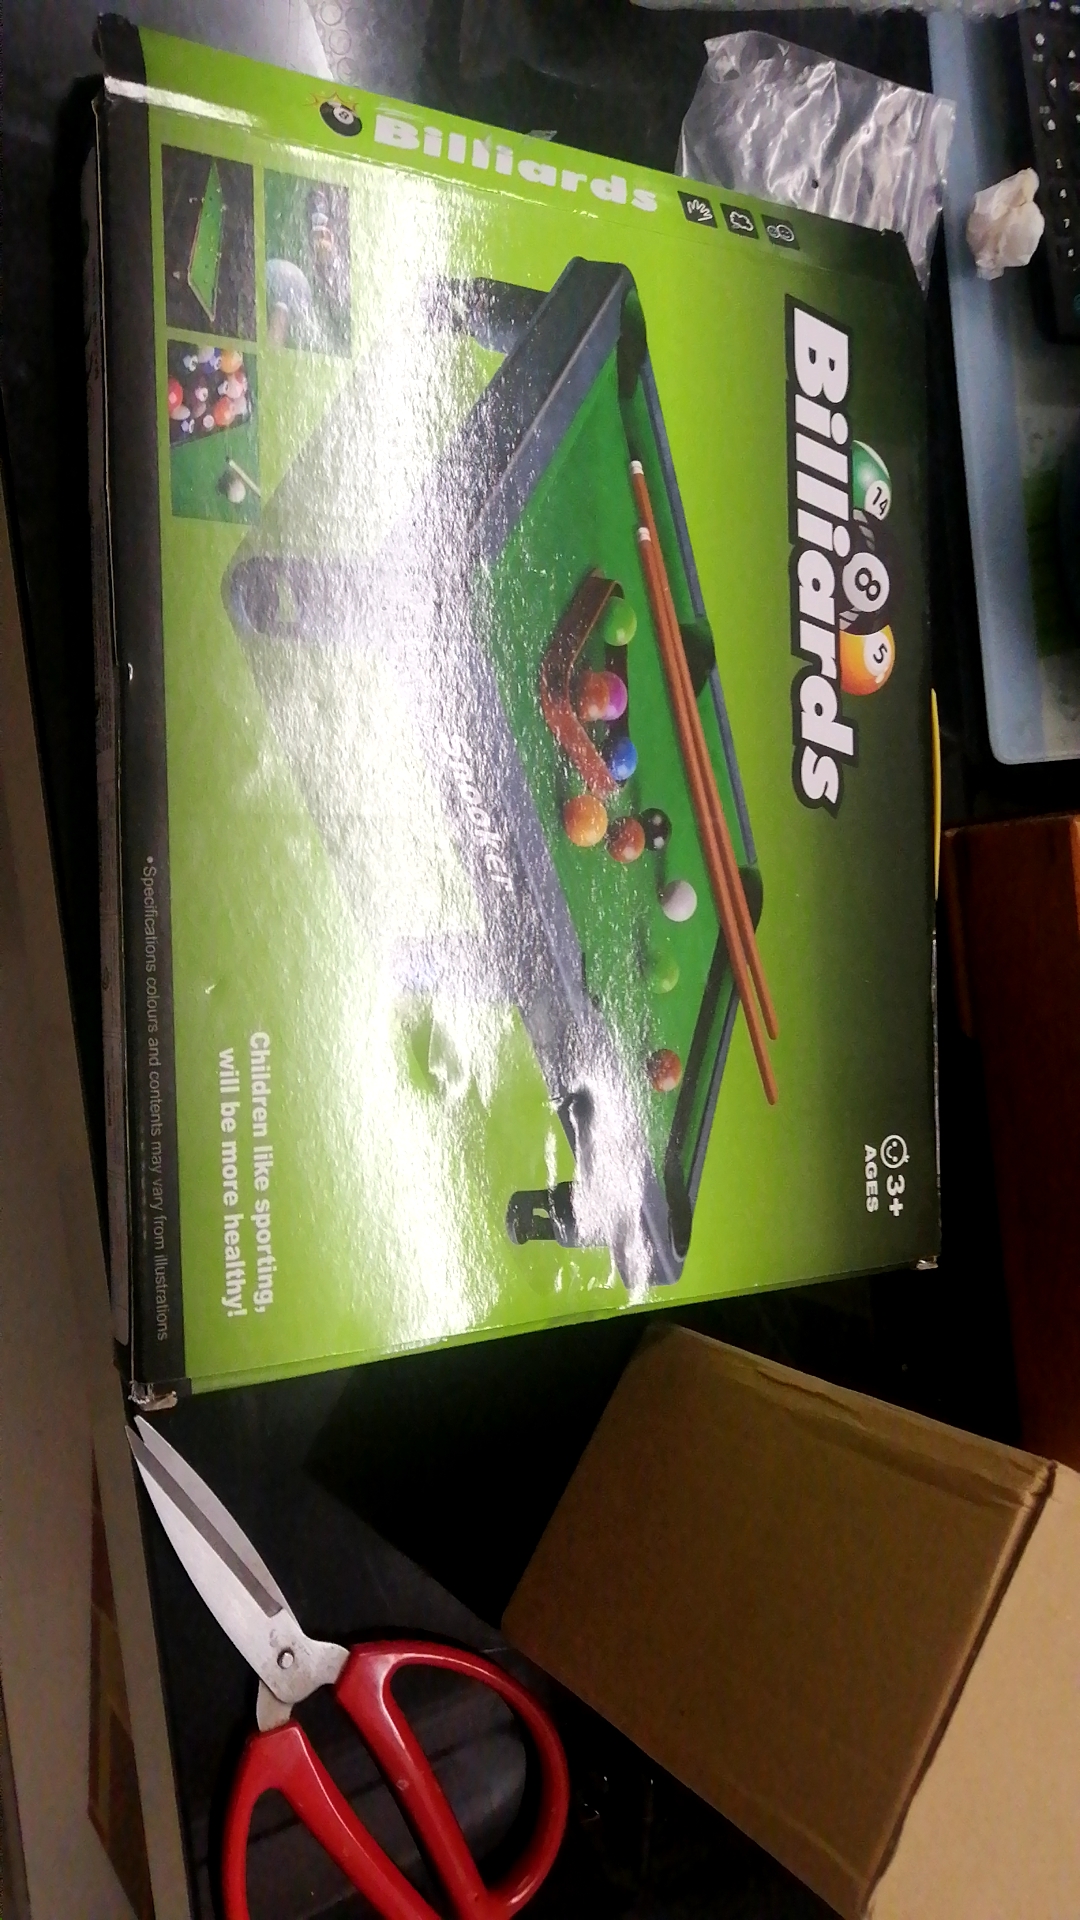 Billiards
Billiards
14
8
5
3+
AGES
Snooker
Children like sporting,
will be more healthy!
•Specifications colours and contents may vary from illustrations